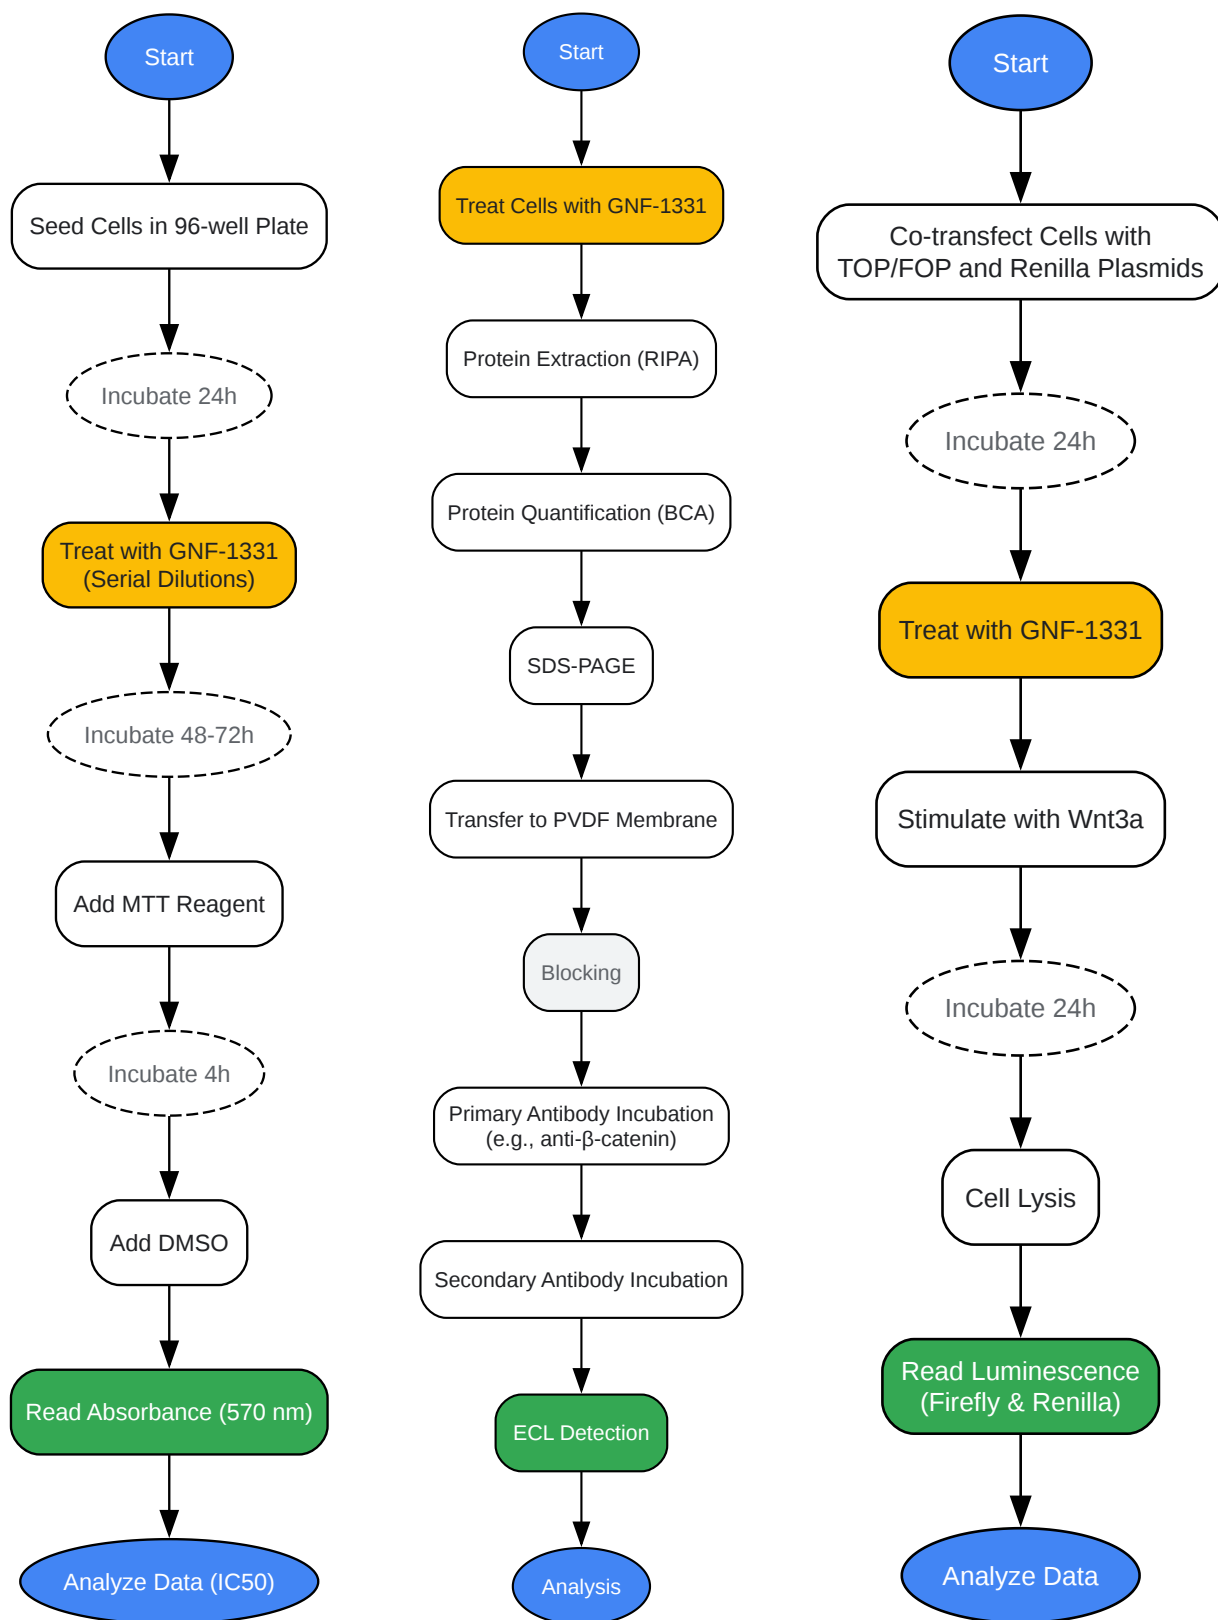 Start
Seed Cells in 96-well Plate
Incubate 24h
Treat with GNF-1331
(Serial Dilutions)
Incubate 48-72h
Add MTT Reagent
Incubate 4h
Add DMSO
Read Absorbance (570 nm)
Analyze Data (IC50)
Start
Treat Cells with GNF-1331
Protein Extraction (RIPA)
Protein Quantification (BCA)
SDS-PAGE
Transfer to PVDF Membrane
Blocking
Primary Antibody Incubation
(e.g., anti-β-catenin)
Secondary Antibody Incubation
ECL Detection
Analysis
Start
Co-transfect Cells with
TOP/FOP and Renilla Plasmids
Incubate 24h
Treat with GNF-1331
Stimulate with Wnt3a
Incubate 24h
Cell Lysis
Read Luminescence
(Firefly & Renilla)
Analyze Data